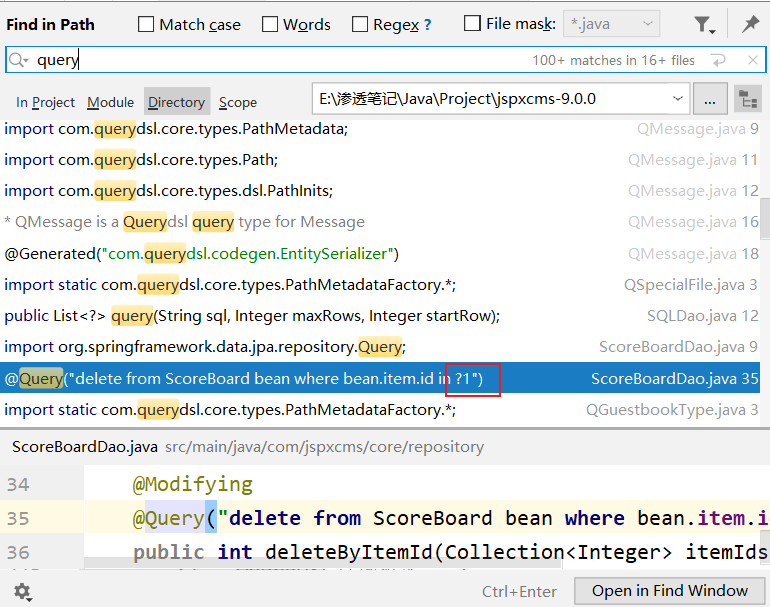 Find in Path Match case Words Regex ? File mask: *.java
query 100+ matches in 16+ files
In Project Module Directory Scope E:\渗透笔记\Java\Project\jspxcms-9.0.0 ...
import com.querydsl.core.types.PathMetadata; QMessage.java 9
import com.querydsl.core.types.Path; QMessage.java 11
import com.querydsl.core.types.dsl.PathInits; QMessage.java 12
* QMessage is a Querydsl query type for Message QMessage.java 16
@Generated("com.querydsl.codegen.EntitySerializer") QMessage.java 18
import static com.querydsl.core.types.PathMetadataFactory.*; QSpecialFile.java 3
public List<?> query(String sql, Integer maxRows, Integer startRow); SQLDao.java 12
import org.springframework.data.jpa.repository.Query; ScoreBoardDao.java 9
@Query("delete from ScoreBoard bean where bean.item.id in ?1") ScoreBoardDao.java 35
import static com.querydsl.core.types.PathMetadataFactory.*; QGuestbookType.java 3
ScoreBoardDao.java src/main/java/com/jspxcms/core/repository
34 @Modifying
35 @Query("delete from ScoreBoard bean where bean.item.i
36 public int deleteByItemId(Collection<Integer> itemIds
Ctrl+Enter Open in Find Window